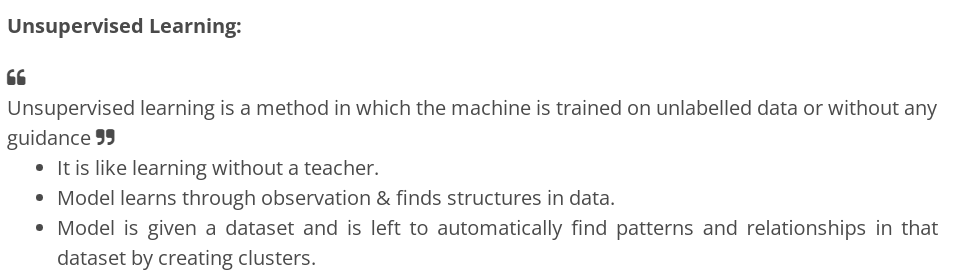 Unsupervised Learning:
“
Unsupervised learning is a method in which the machine is trained on unlabelled data or without any
guidance ”
• It is like learning without a teacher.
• Model learns through observation & finds structures in data.
• Model is given a dataset and is left to automatically find patterns and relationships in that
dataset by creating clusters.